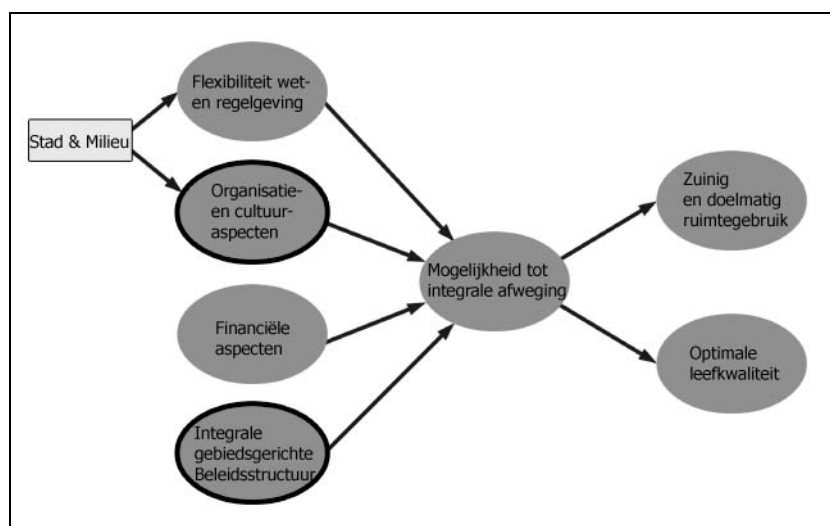 Stad & Milieu
Flexibiliteit wet-
en regelgeving
Organisatie-
en cultuur-
aspecten
Financiële
aspecten
Integrale
gebiedsgerichte
Beleidsstructuur
Mogelijkheid tot
integrale afweging
Zuinig
en doelmatig
ruimtegebruik
Optimale
leefkwaliteit